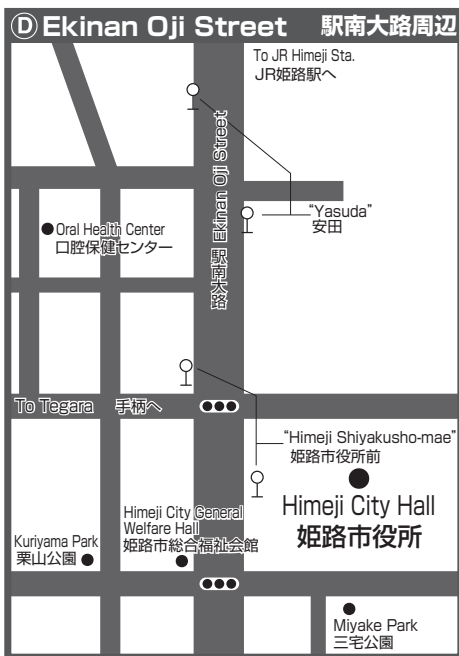 Ⓓ Ekinan Oji Street 駅南大路周辺
To JR Himeji Sta.
JR姫路駅へ
駅南大路 Ekinan Oji Street
"Yasuda"
安田
Oral Health Center
口腔保健センター
To Tegara 手柄へ
"Himeji Shiyakusho-mae"
姫路市役所前
Himeji City Hall
姫路市役所
Himeji City General
Welfare Hall
姫路市総合福祉会館
Kuriyama Park
栗山公園
Miyake Park
三宅公園